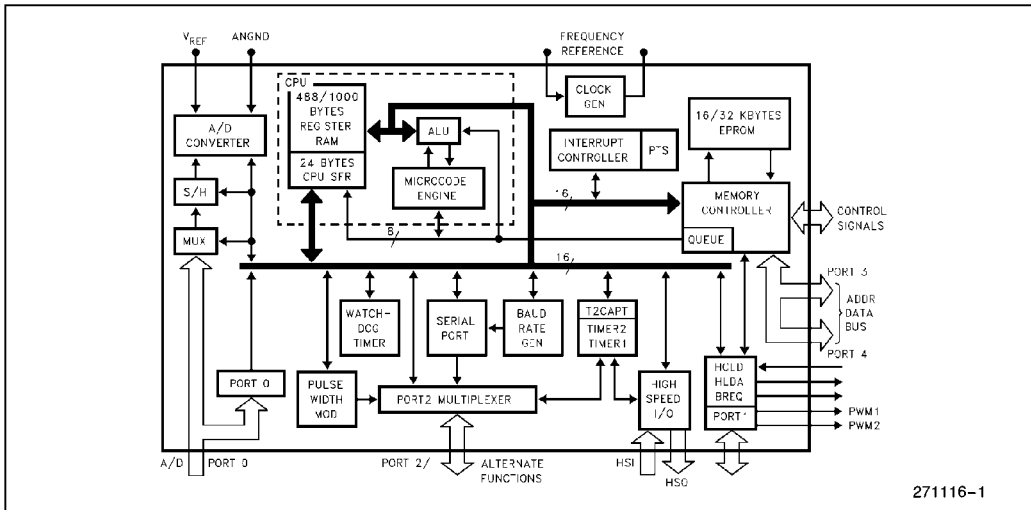 V_REF
ANGND
FREQUENCY
REFERENCE
CPU
488/1000
BYTES
REGISTER
RAM
24 BYTES
CPU SFR
ALU
MICROCODE
ENGINE
CLOCK
GEN
16/32 KBYTES
EPROM
A/D
CONVERTER
S/H
MUX
INTERRUPT
CONTROLLER
PTS
16
MEMORY
CONTROLLER
QUEUE
CONTROL
SIGNALS
8
16
PORT 3
ADDR
DATA
BUS
PORT 4
WATCH-
DOG
TIMER
SERIAL
PORT
BAUD
RATE
GEN
T2CAPT
TIMER2
TIMER1
PORT 0
PULSE
WIDTH
MOD
PORT2 MULTIPLEXER
HIGH
SPEED
I/O
HOLD
HLDA
BREQ
PORT1
PWM1
PWM2
A/D
PORT 0
PORT 2/
ALTERNATE
FUNCTIONS
HSI
HSO
271116-1